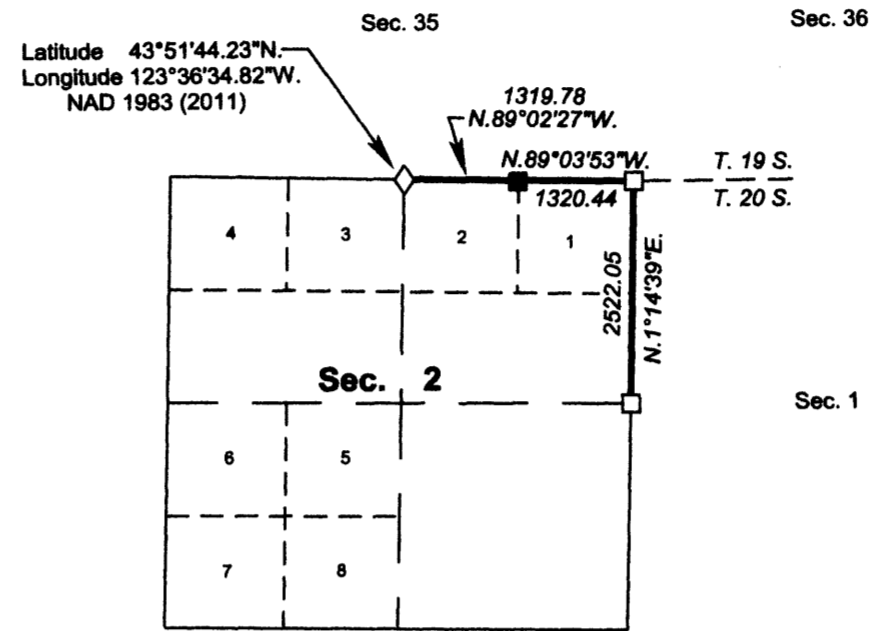 Sec. 35
Sec. 36
Latitude 43°51'44.23"N.
Longitude 123°36'34.82"W.
NAD 1983 (2011)
1319.78
N.89°02'27"W.
N.89°03'53"W.
T. 19 S.
1320.44
T. 20 S.
4
3
2
1
2522.05
N.1°14'39"E.
Sec. 2
Sec. 1
6
5
7
8